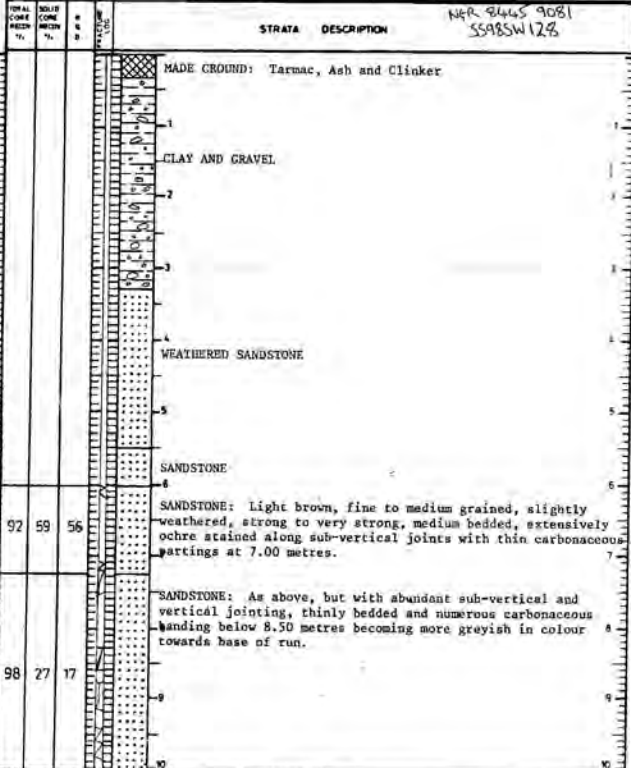 TOTAL CORE RECOV %
SOLID CORE RECOV %
R Q D
FRACTURE LOG
STRATA DESCRIPTION
NGR 8445 9081
SS98SW128
MADE GROUND: Tarmac, Ash and Clinker
1 1
CLAY AND GRAVEL
2 2
3 3
4
WEATHERED SANDSTONE
5 5
SANDSTONE
6 6
92 59 56
SANDSTONE: Light brown, fine to medium grained, slightly
weathered, strong to very strong, medium bedded, extensively
ochre stained along sub-vertical joints with thin carbonaceous
partings at 7.00 metres.
7 7
SANDSTONE: As above, but with abundant sub-vertical and
vertical jointing, thinly bedded and numerous carbonaceous
banding below 8.50 metres becoming more greyish in colour
towards base of run.
8 8
98 27 17
9 9
10 10